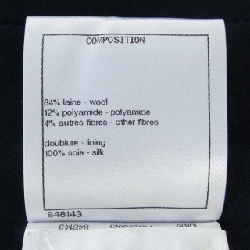 COMPOSITION
84% laine - wool
12% polyamide - polyamide
4% autres fibres - other fibres
doublure - lining
100% soie - silk
648143